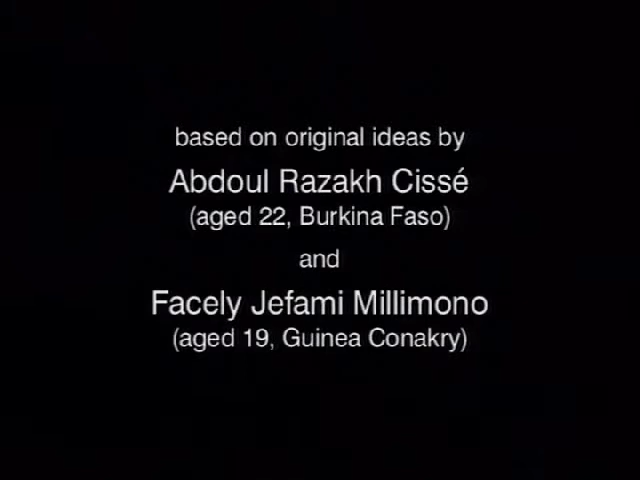 based on original ideas by
Abdoul Razakh Cissé
(aged 22, Burkina Faso)
and
Facely Jefami Millimono
(aged 19, Guinea Conakry)